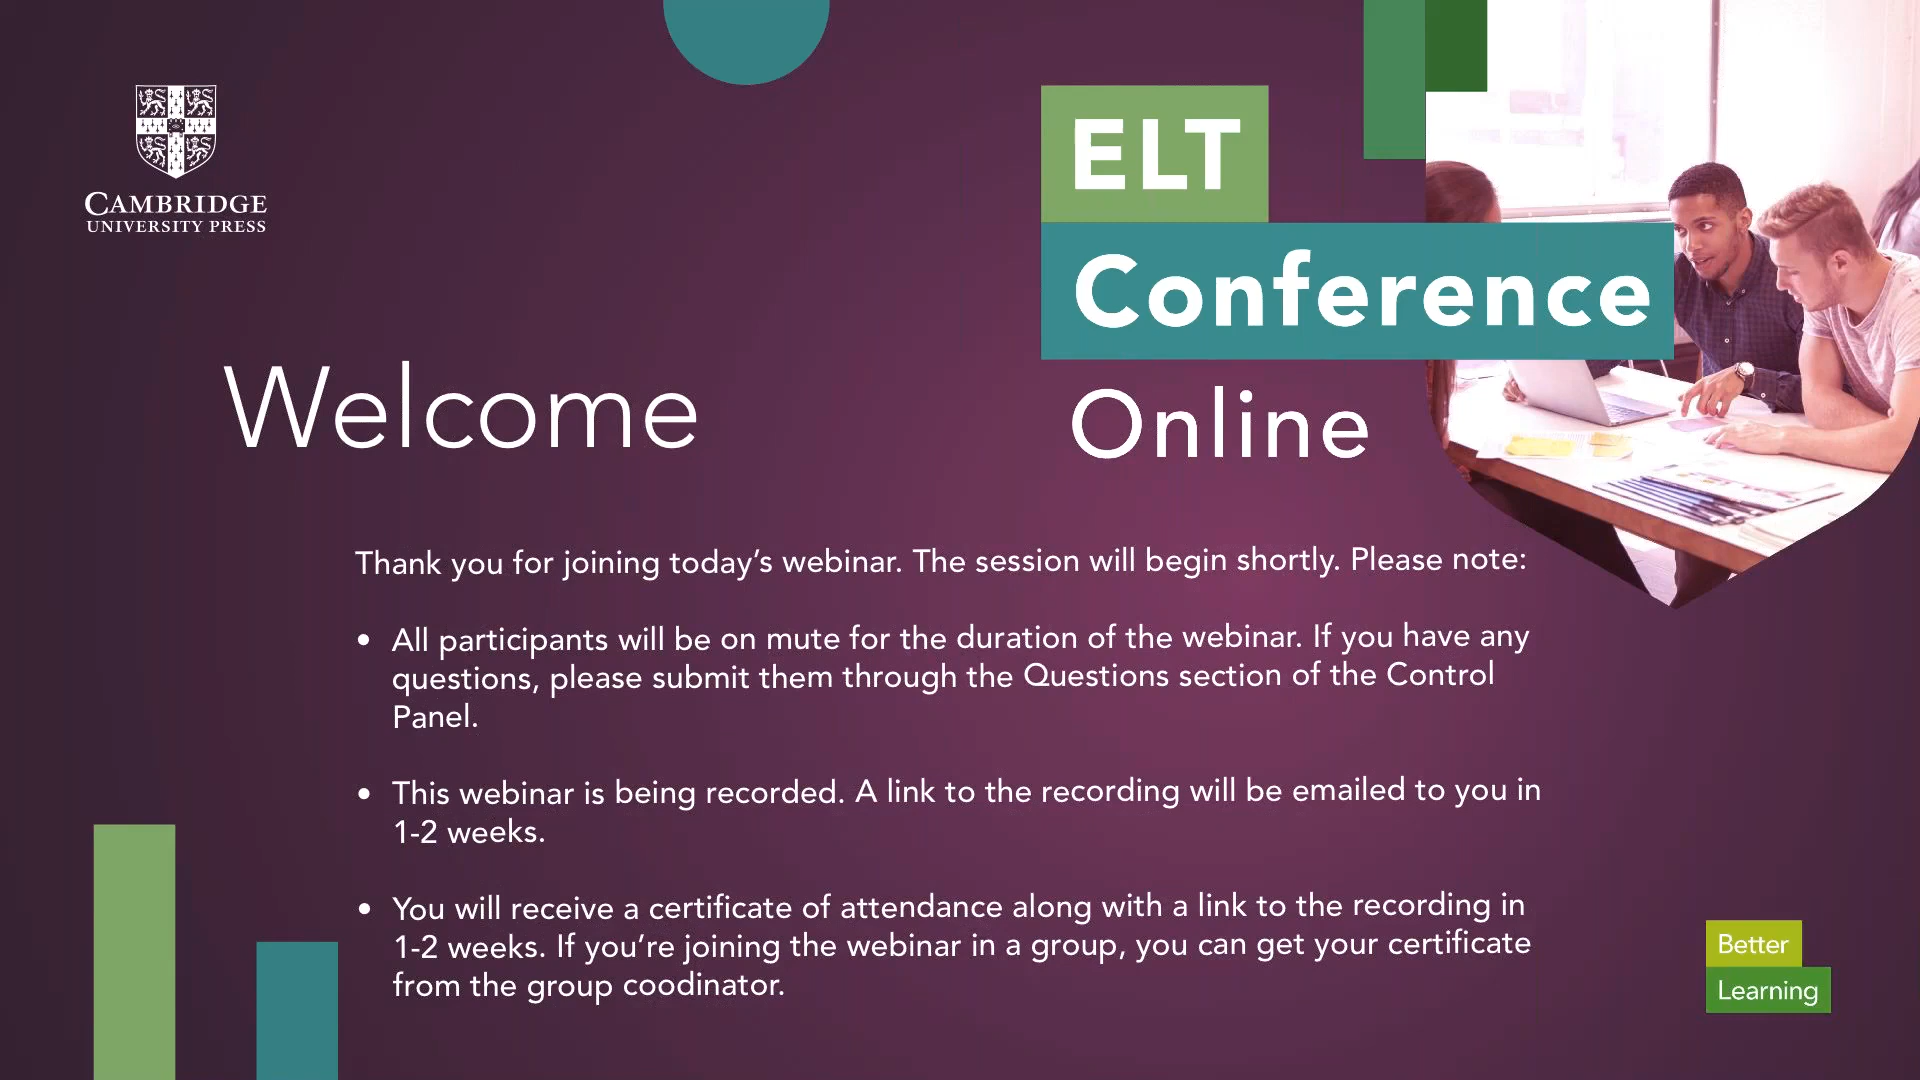 CAMBRIDGE
UNIVERSITY PRESS
ELT
Conference
Online
Welcome
Thank you for joining today’s webinar. The session will begin shortly. Please note:
• All participants will be on mute for the duration of the webinar. If you have any
questions, please submit them through the Questions section of the Control
Panel.
• This webinar is being recorded. A link to the recording will be emailed to you in
1-2 weeks.
• You will receive a certificate of attendance along with a link to the recording in
1-2 weeks. If you’re joining the webinar in a group, you can get your certificate
from the group coodinator.
Better
Learning